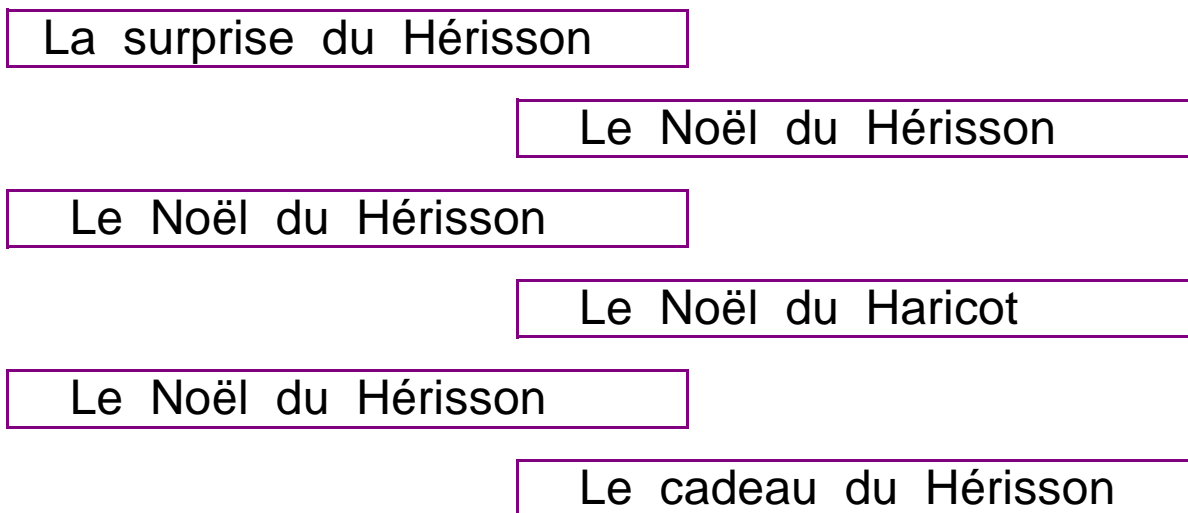 La surprise du Hérisson
Le Noël du Hérisson
Le Noël du Hérisson
Le Noël du Haricot
Le Noël du Hérisson
Le cadeau du Hérisson